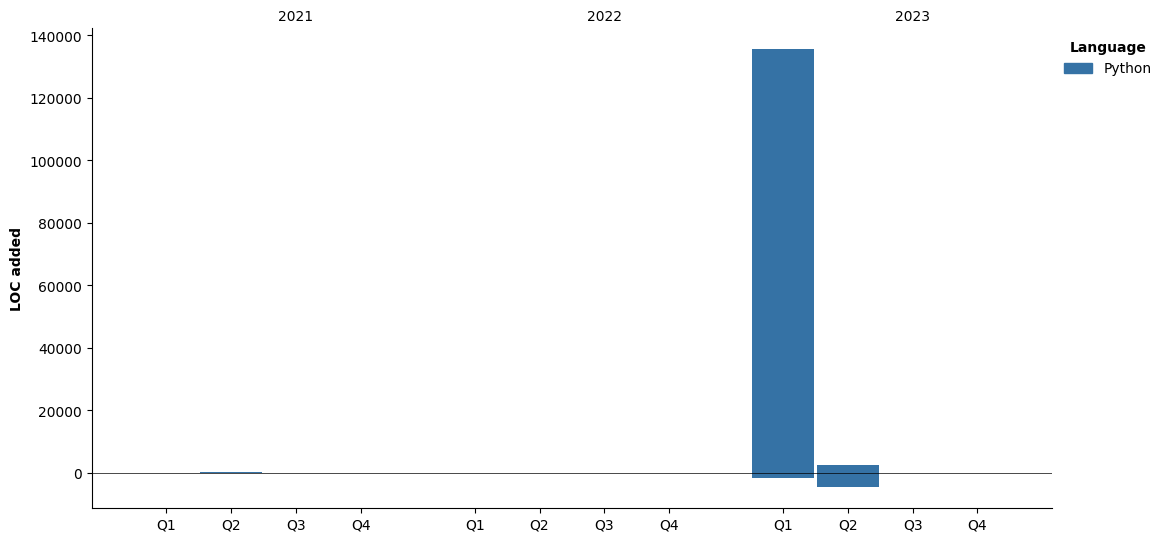 2021 2022 2023
Language
Python
LOC added
140000
120000
100000
80000
60000
40000
20000
0
Q1 Q2 Q3 Q4 Q1 Q2 Q3 Q4 Q1 Q2 Q3 Q4